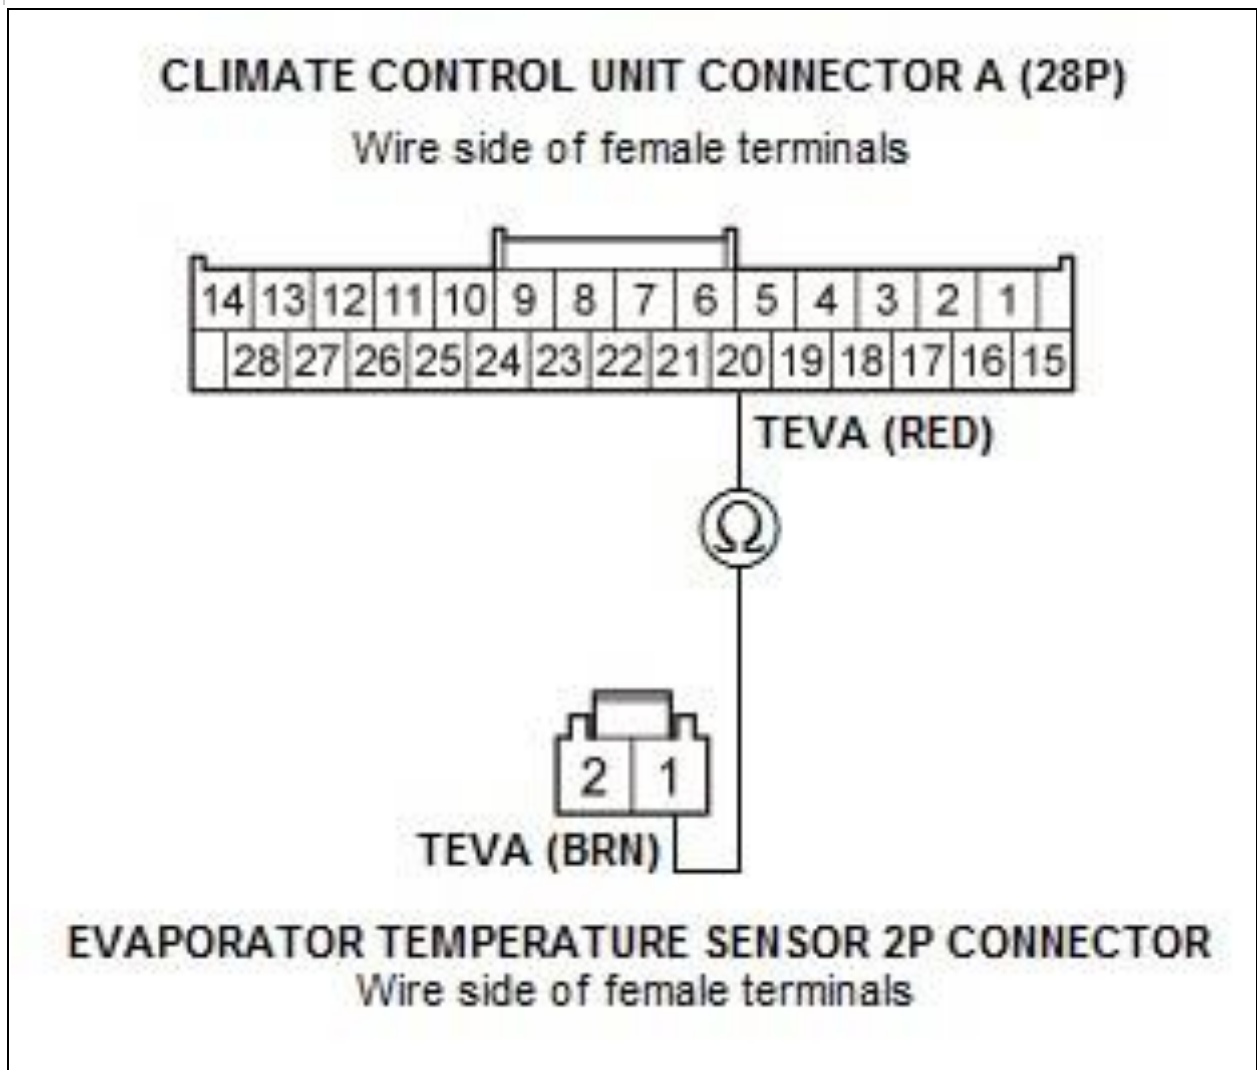 CLIMATE CONTROL UNIT CONNECTOR A (28P)
Wire side of female terminals
14 13 12 11 10 9 8 7 6 5 4 3 2 1
28 27 26 25 24 23 22 21 20 19 18 17 16 15
TEVA (RED)
Ω
2 1
TEVA (BRN)
EVAPORATOR TEMPERATURE SENSOR 2P CONNECTOR
Wire side of female terminals